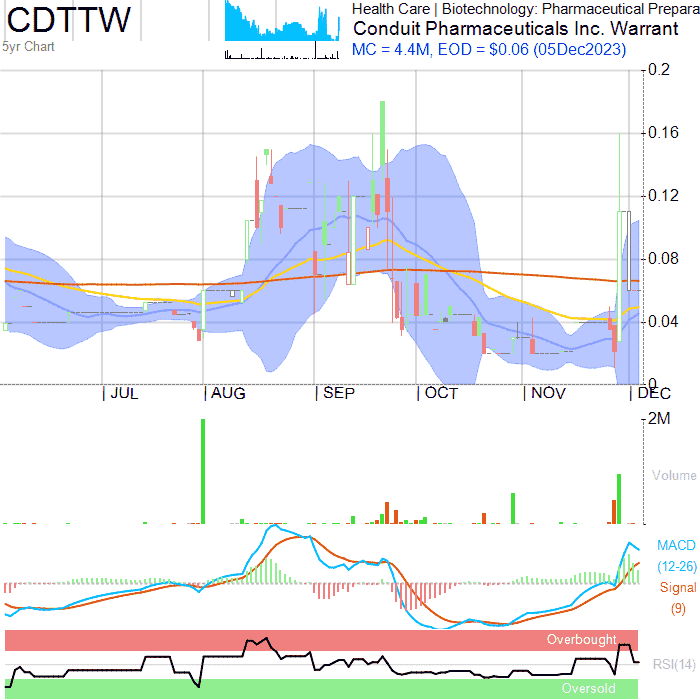 CDTTW
5yr Chart
Health Care | Biotechnology: Pharmaceutical Prepara
Conduit Pharmaceuticals Inc. Warrant
MC = 4.4M, EOD = $0.06 (05Dec2023)
0.2
0.16
0.12
0.08
0.04
0
JUL AUG SEP OCT NOV DEC
2M
Volume
MACD
(12-26)
Signal
(9)
Overbought
RSI(14)
Oversold